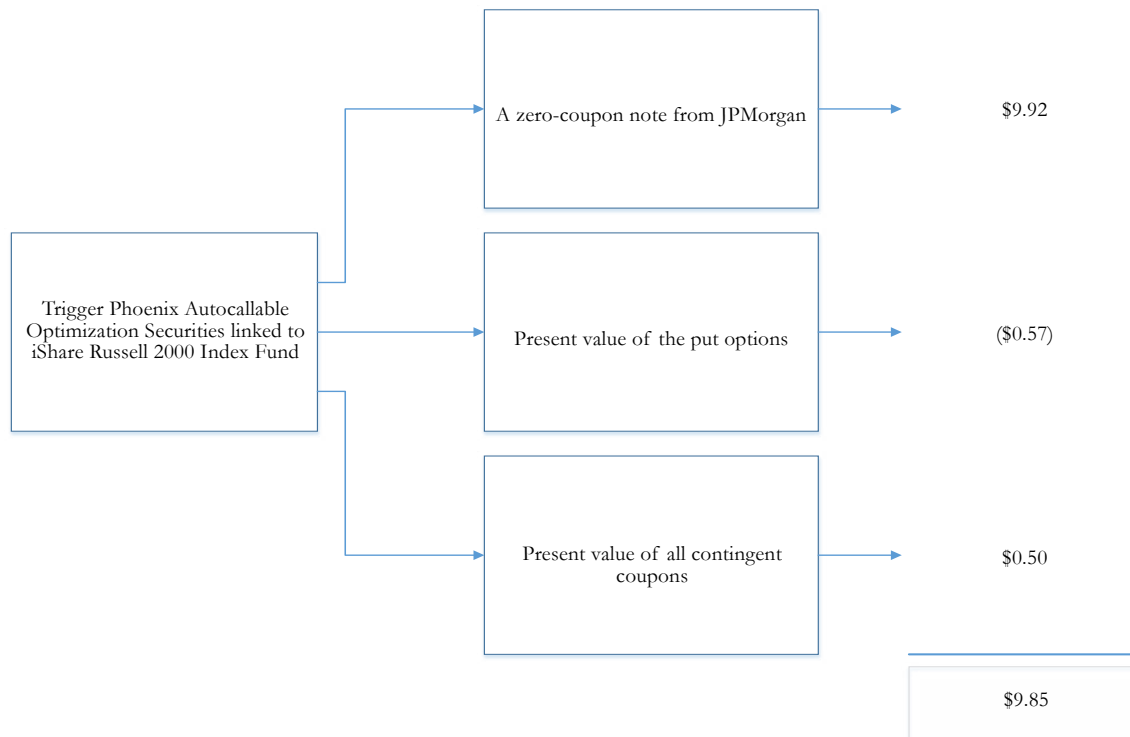 A zero-coupon note from JPMorgan
$9.92
Trigger Phoenix Autocallable
Optimization Securities linked to
iShare Russell 2000 Index Fund
Present value of the put options
($0.57)
Present value of all contingent
coupons
$0.50
$9.85